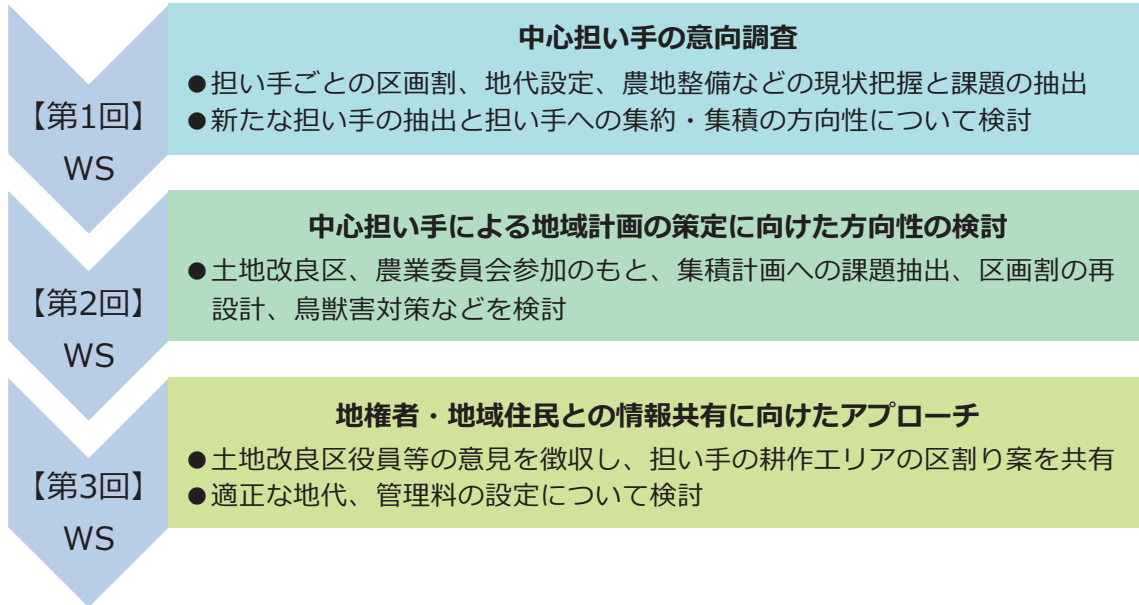 【第1回】
WS
中心担い手の意向調査
●担い手ごとの区画割、地代設定、農地整備などの現状把握と課題の抽出
●新たな担い手の抽出と担い手への集約・集積の方向性について検討
【第2回】
WS
中心担い手による地域計画の策定に向けた方向性の検討
●土地改良区、農業委員会参加のもと、集積計画への課題抽出、区画割の再
設計、鳥獣害対策などを検討
【第3回】
WS
地権者・地域住民との情報共有に向けたアプローチ
●土地改良区役員等の意見を徴収し、担い手の耕作エリアの区割り案を共有
●適正な地代、管理料の設定について検討